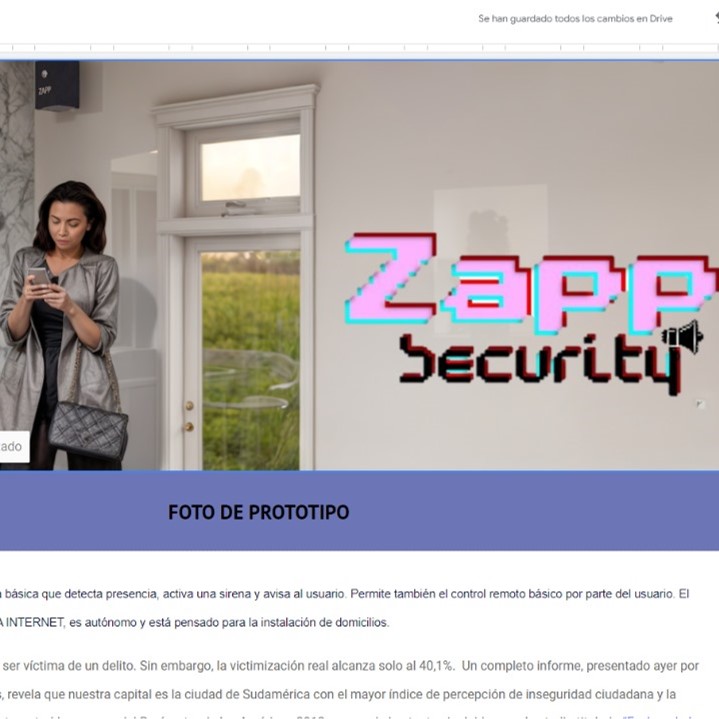 Se han guardado todos los cambios en Drive
ZAPP
Zapp
Security
ado
FOTO DE PROTOTIPO
básica que detecta presencia, activa una sirena y avisa al usuario. Permite también el control remoto básico por parte del usuario. El
A INTERNET, es autónomo y está pensado para la instalación de domicilios.
ser víctima de un delito. Sin embargo, la victimización real alcanza solo al 40,1%. Un completo informe, presentado ayer por
, revela que nuestra capital es la ciudad de Sudamérica con el mayor índice de percepción de inseguridad ciudadana y la